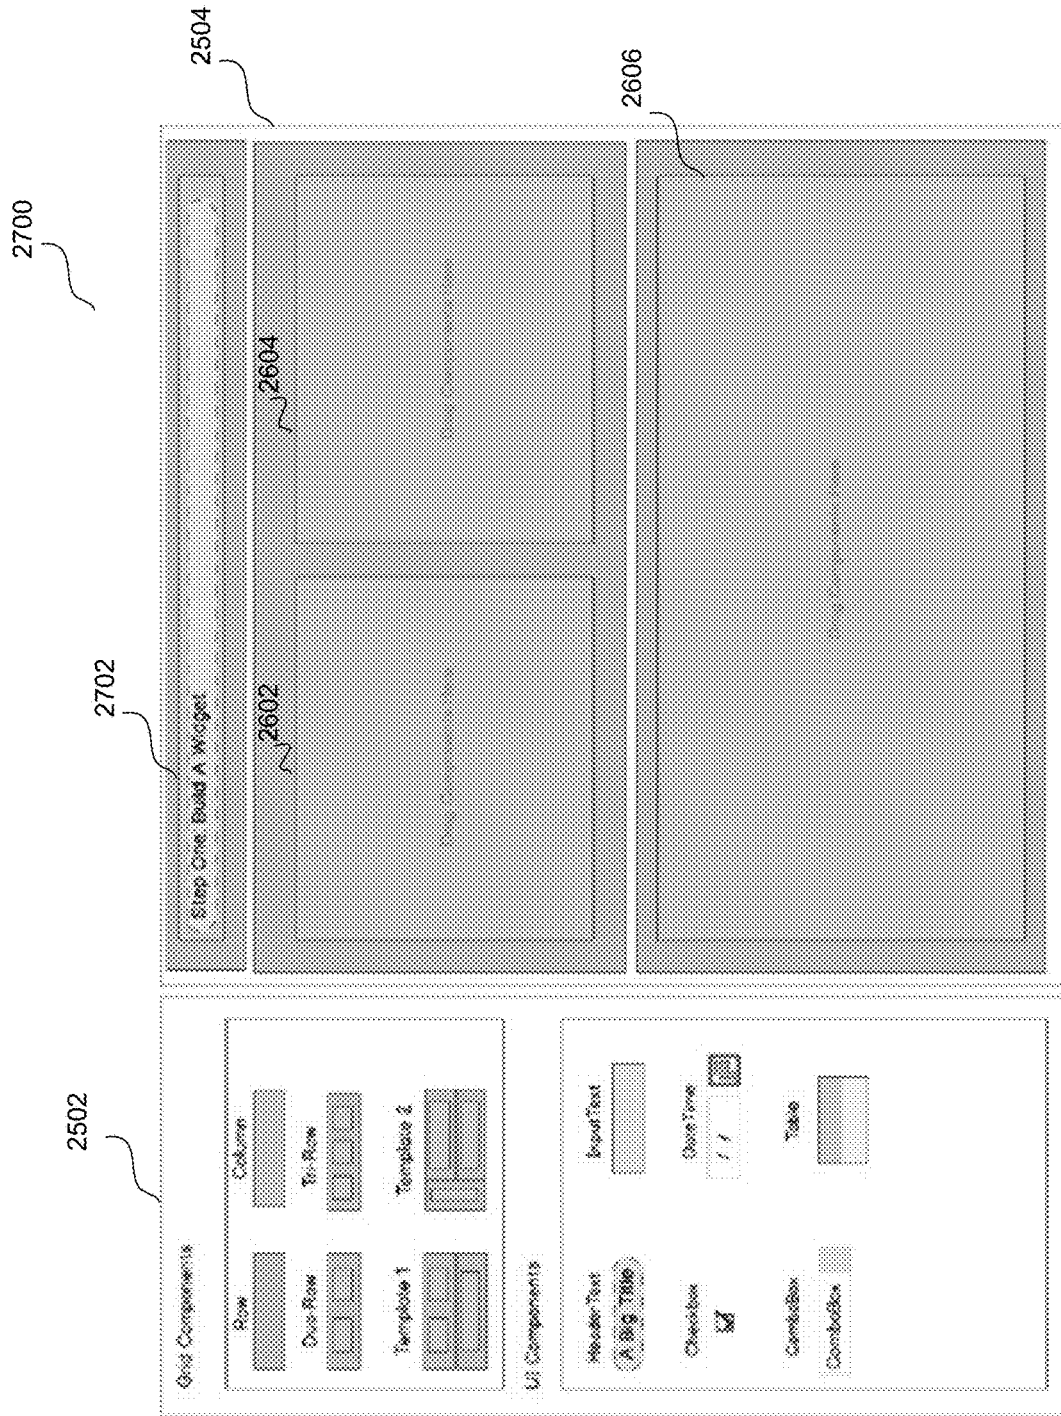 2700
2502
2702
2504
Grid Components
Row
Column
Duo-Row
Tri-Row
Template 1
Template 2
UI Components
HeaderText
InputText
A Big Title
Checkbox
DateTime
/ /
ComboBox
Table
ComboBox
Step One: Build A Widget
2602
2604
2606